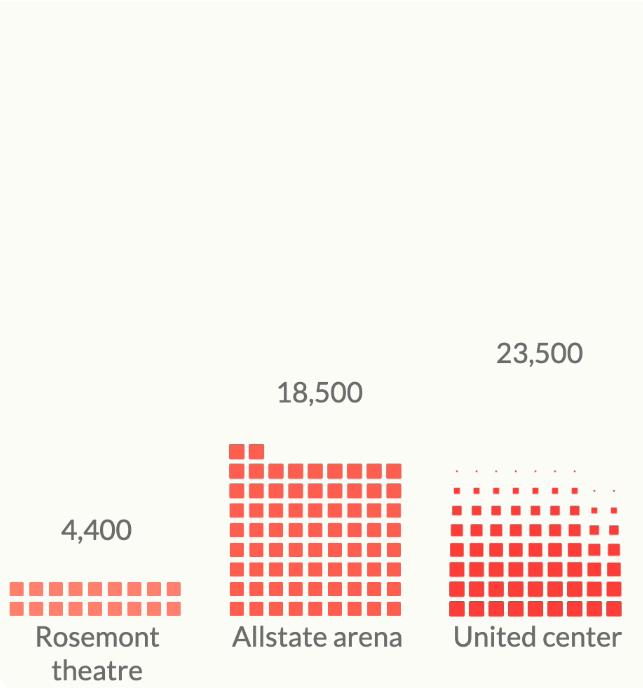 23,500
18,500
4,400
Rosemont
theatre
Allstate arena
United center